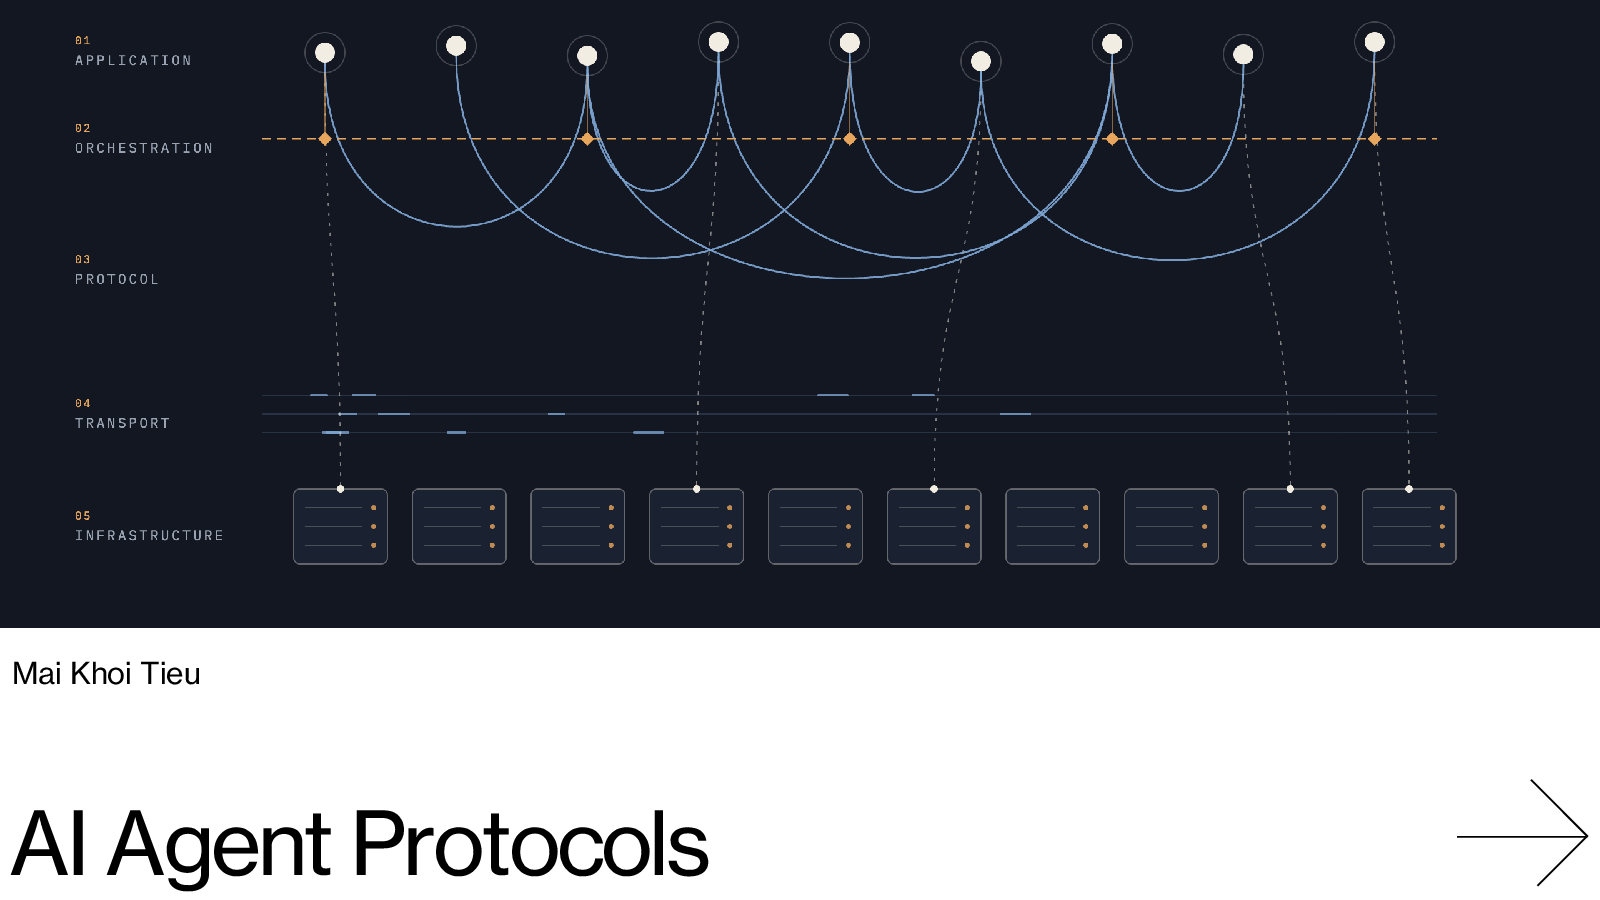 01
APPLICATION
02
ORCHESTRATION
03
PROTOCOL
04
TRANSPORT
05
INFRASTRUCTURE
Mai Khoi Tieu
AI Agent Protocols